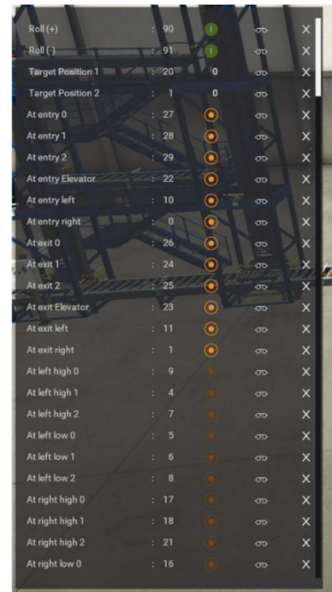 Roll (+) : 90
Roll (-) : 91
Target Position 1 : 20 0
Target Position 2 : 1 0
At entry 0 : 27
At entry 1 : 28
At entry 2 : 29
At entry Elevator : 22
At entry left : 10
At entry right : 0
At exit 0 : 26
At exit 1 : 24
At exit 2 : 25
At exit Elevator : 23
At exit left : 11
At exit right : 1
At left high 0 : 9
At left high 1 : 4
At left high 2 : 7
At left low 0 : 5
At left low 1 : 6
At left low 2 : 8
At right high 0 : 17
At right high 1 : 18
At right high 2 : 21
At right low 0 : 16